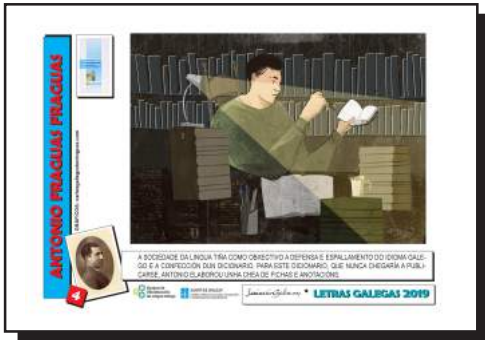 ANTONIO FRAGUAS FRAGUAS
A SOCIEDADE DA LINGUA TIÑA COMO OBXECTIVO A DEFENSA E ESPALLAMENTO DO IDIOMA GALE-
GO E A CONFECCIÓN DUN DICIONARIO. PARA ESTE DICIONARIO, QUE NUNCA CHEGARÍA A PUBLI-
CARSE, ANTONIO ELABOROU UNHA CHEA DE FICHAS E ANOTACIÓNS.
4
* LETRAS GALEGAS 2019